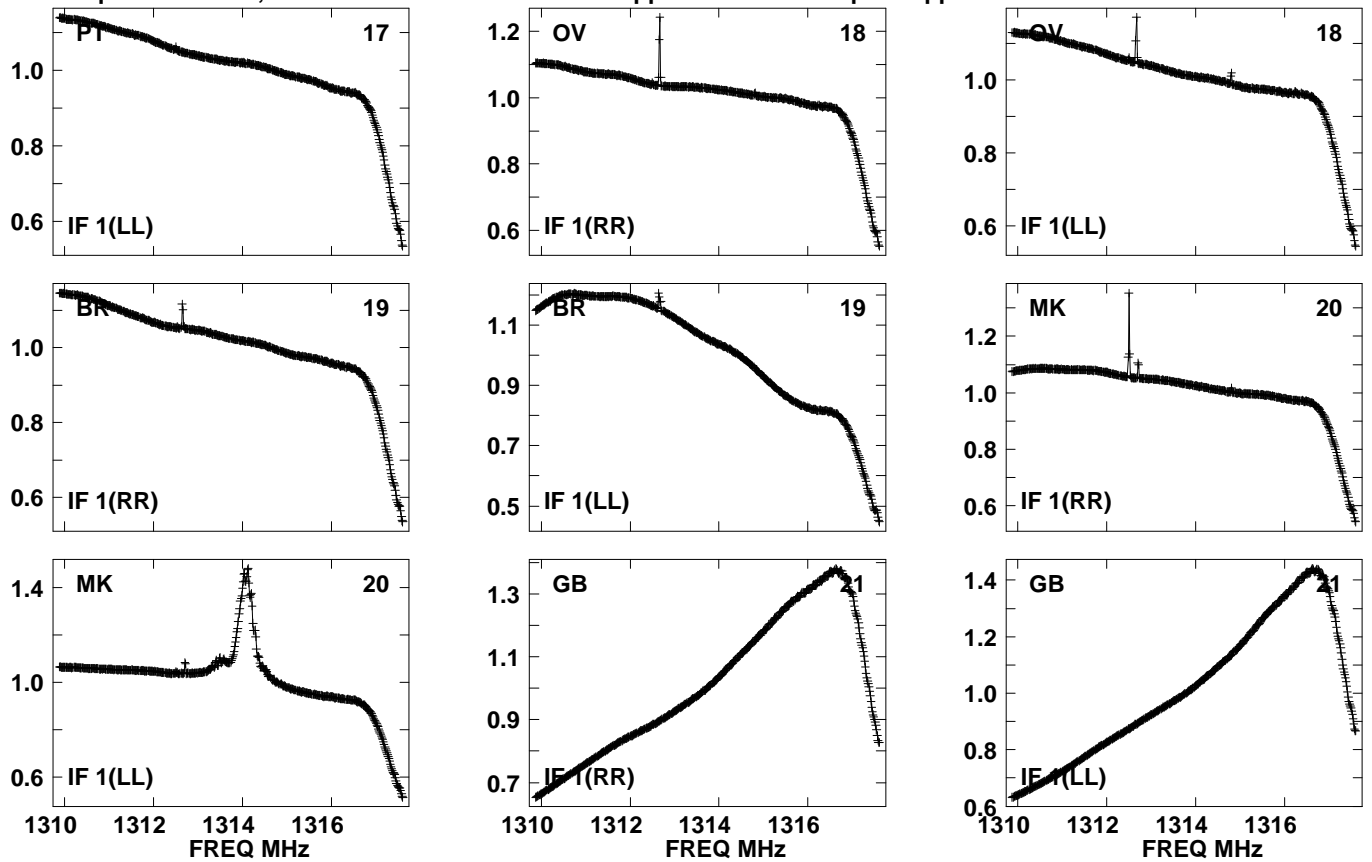 PT 17
1.0
0.8
0.6
IF 1(LL)
OV 18
1.2
1.0
0.8
0.6
IF 1(RR)
OV 18
1.0
0.8
0.6
IF 1(LL)
BR 19
1.0
0.8
0.6
IF 1(RR)
BR 19
1.1
0.9
0.7
0.5
IF 1(LL)
MK 20
1.2
1.0
0.8
0.6
IF 1(RR)
MK 20
1.4
1.0
0.6
IF 1(LL)
1310 1312 1314 1316
FREQ MHz
GB 21
1.3
1.1
0.9
0.7
IF 1(RR)
1310 1312 1314 1316
FREQ MHz
GB 21
1.4
1.2
1.0
0.8
0.6
IF 1(LL)
1310 1312 1314 1316
FREQ MHz